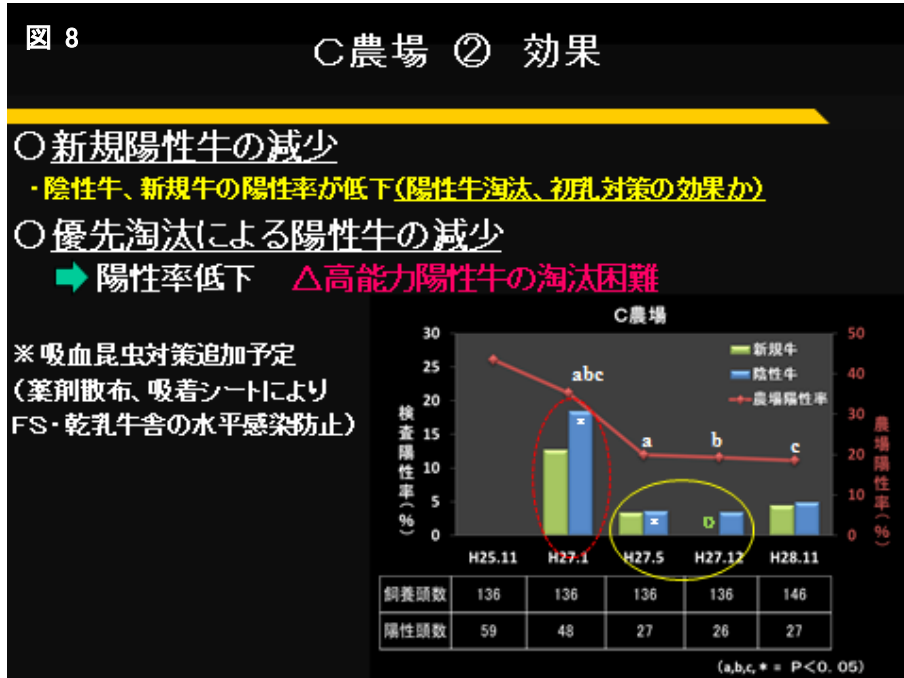 図 8
C農場 ② 効果
○新規陽性牛の減少
・陰性牛、新規牛の陽性率が低下(陽性牛淘汰、初乳対策の効果か)
○優先淘汰による陽性牛の減少
➡ 陽性率低下 △高能力陽性牛の淘汰困難
※吸血昆虫対策追加予定
(薬剤散布、吸着シートにより
FS・乾乳牛舎の水平感染防止)
C農場
30
25
20
15
10
5
0
検査陽性率(%)
50
40
30
20
10
0
農場陽性率(%)
新規牛
陰性牛
農場陽性率
abc
a
b
c
*
*
0
H25.11 H27.1 H27.5 H27.12 H28.11
飼養頭数 136 136 136 136 146
陽性頭数 59 48 27 26 27
(a,b,c,* = P<0.05)